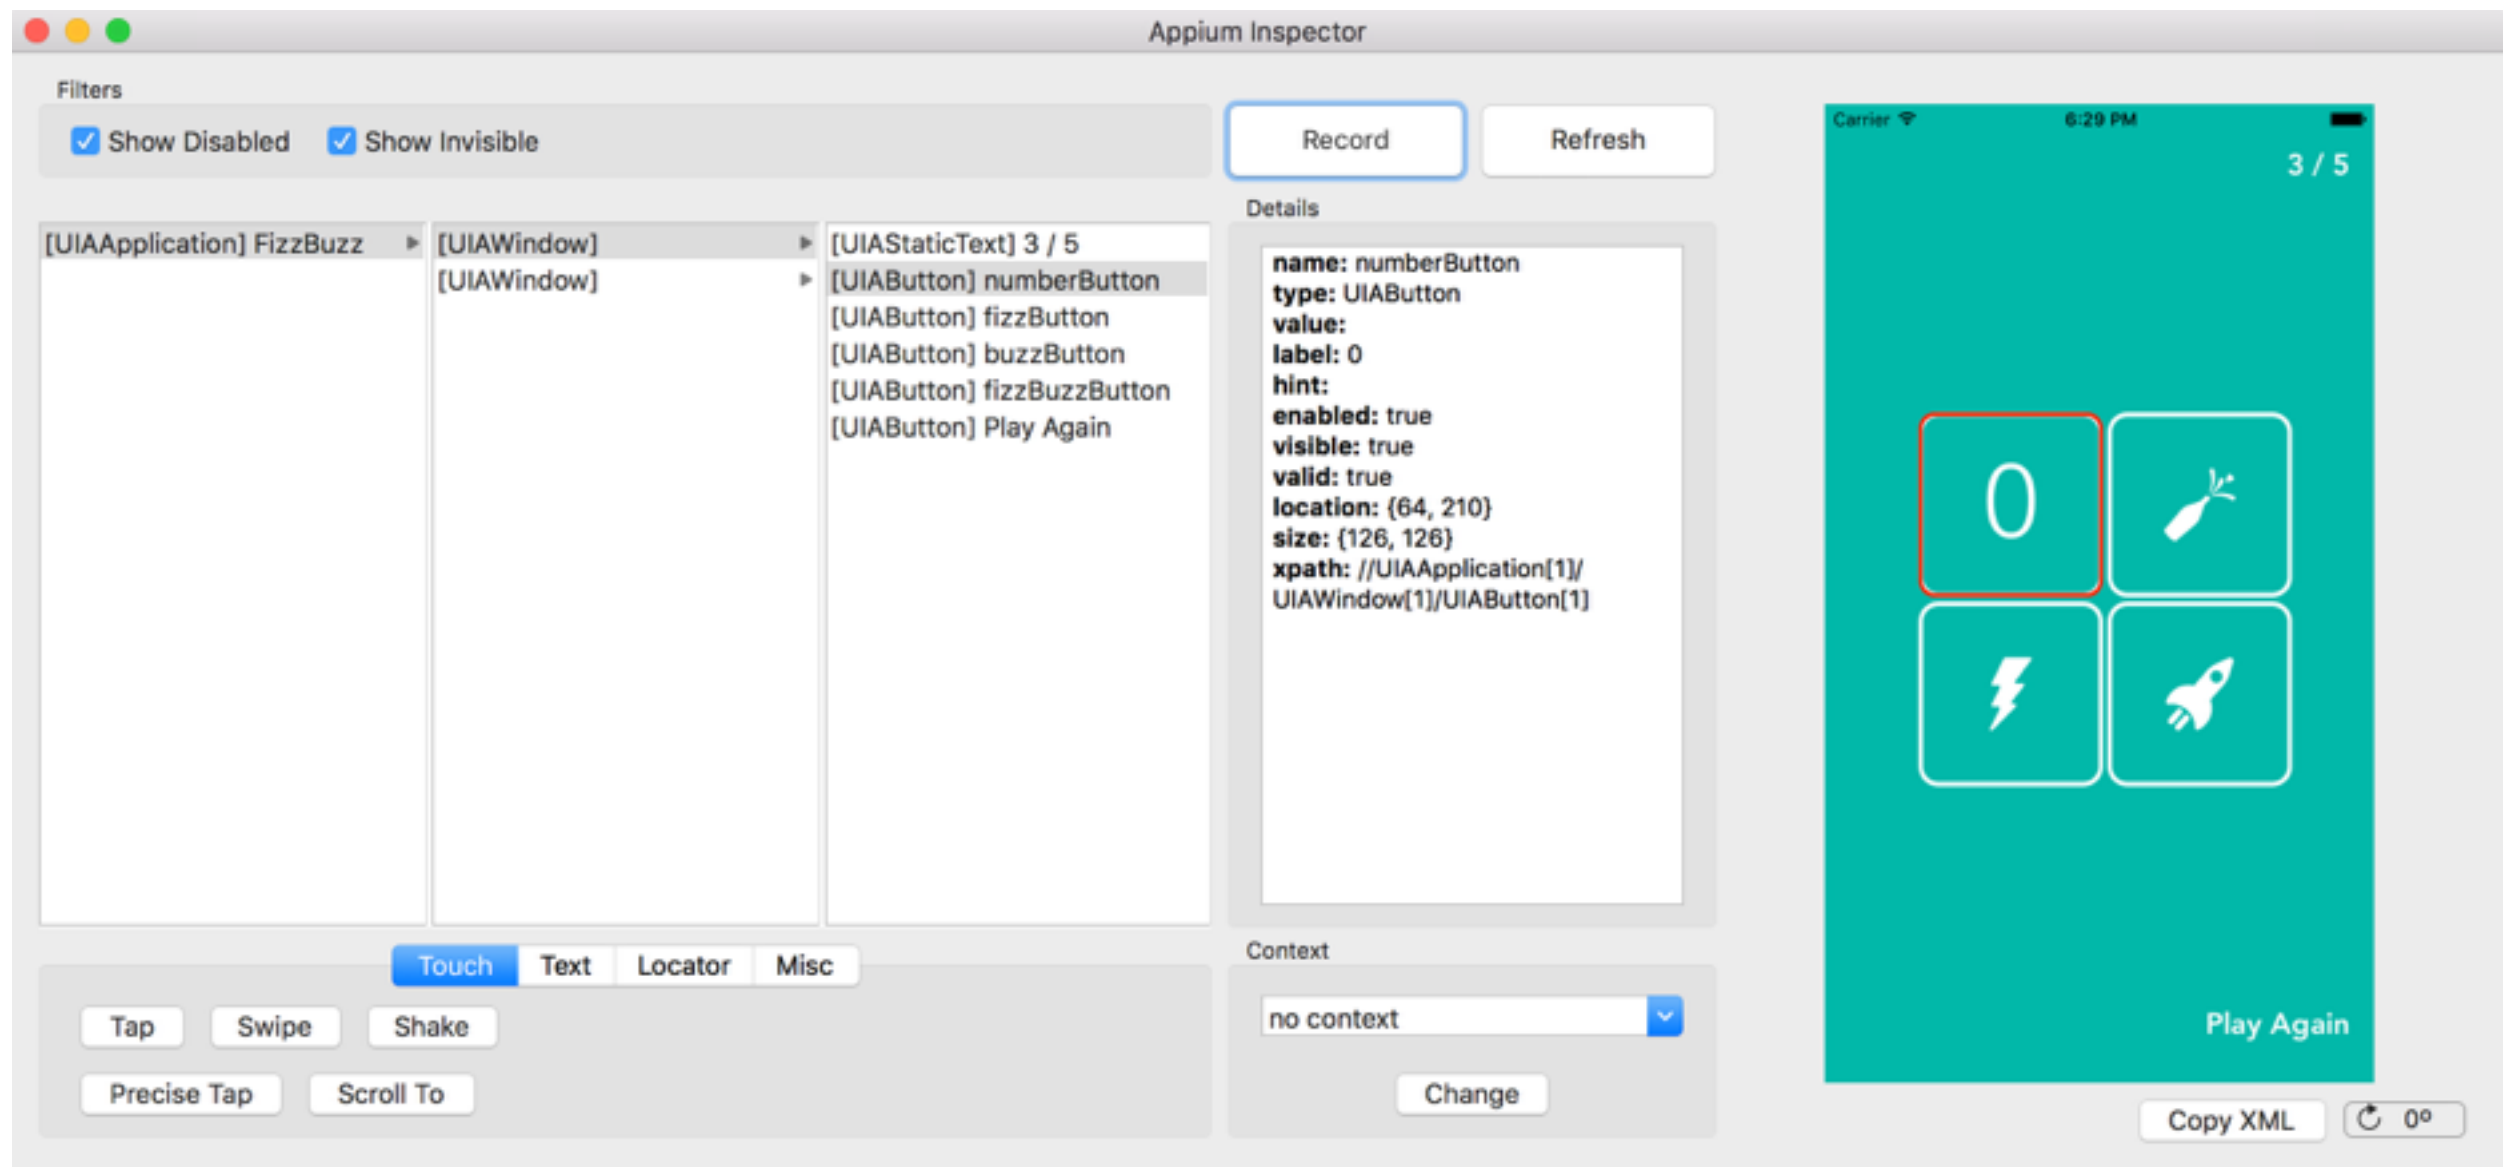 Appium Inspector
Filters
Show Disabled
Show Invisible
Record
Refresh
[UIAApplication] FizzBuzz
[UIAWindow]
[UIAWindow]
[UIAStaticText] 3 / 5
[UIAButton] numberButton
[UIAButton] fizzButton
[UIAButton] buzzButton
[UIAButton] fizzBuzzButton
[UIAButton] Play Again
Details
name: numberButton
type: UIAButton
value:
label: 0
hint:
enabled: true
visible: true
valid: true
location: {64, 210}
size: {126, 126}
xpath: //UIAApplication[1]/
UIAWindow[1]/UIAButton[1]
Touch
Text
Locator
Misc
Tap
Swipe
Shake
Precise Tap
Scroll To
Context
no context
Change
Carrier
6:29 PM
3 / 5
0
Play Again
Copy XML
0º